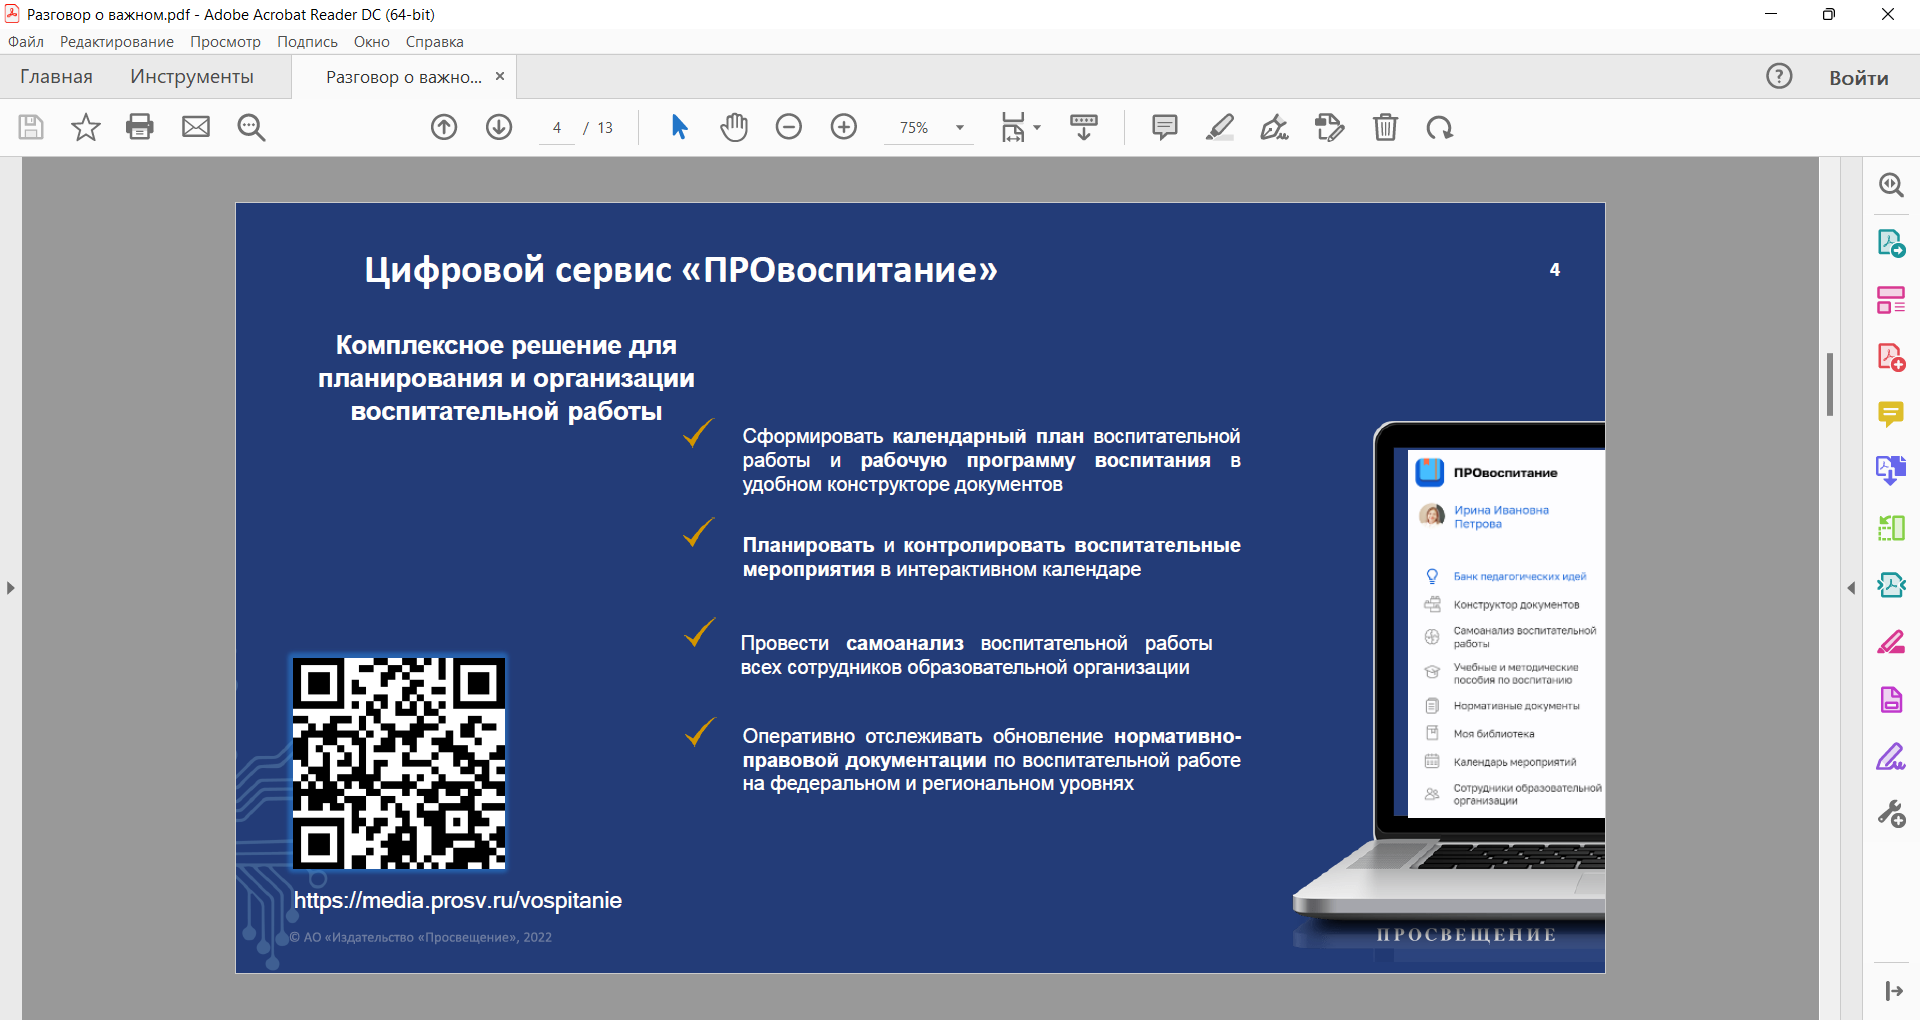 Разговор о важном.pdf - Adobe Acrobat Reader DC (64-bit)
Файл Редактирование Просмотр Подпись Окно Справка
Главная Инструменты Разговор о важно... × ? Войти
4 / 13 75%
Цифровой сервис «ПРОвоспитание»
4
Комплексное решение для
планирования и организации
воспитательной работы
Сформировать календарный план воспитательной
работы и рабочую программу воспитания в
удобном конструкторе документов
Планировать и контролировать воспитательные
мероприятия в интерактивном календаре
Провести самоанализ воспитательной работы
всех сотрудников образовательной организации
Оперативно отслеживать обновление нормативно-
правовой документации по воспитательной работе
на федеральном и региональном уровнях
ПРОвоспитание
Ирина Ивановна
Петрова
Банк педагогических идей
Конструктор документов
Самоанализ воспитательной
работы
Учебные и методические
пособия по воспитанию
Нормативные документы
Моя библиотека
Календарь мероприятий
Сотрудники образовательной
организации
https://media.prosv.ru/vospitanie
© АО «Издательство «Просвещение», 2022
ПРОСВЕЩЕНИЕ